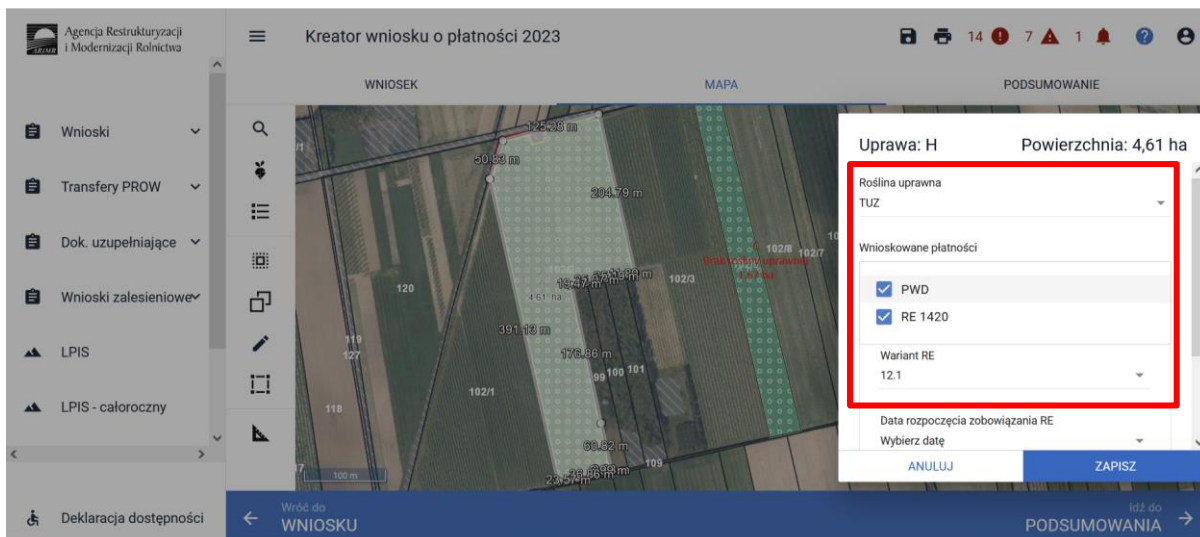 Agencja Restrukturyzacji
i Modernizacji Rolnictwa
ARiMR
Kreator wniosku o płatności 2023
14 7 1
WNIOSEK MAPA PODSUMOWANIE
Wnioski
Transfery PROW
Dok. uzupełniające
Wnioski zalesieniowe
LPIS
LPIS - całoroczny
Deklaracja dostępności
125.28 m
50.83 m
204.79 m
102/8 102/7
102/3
120
4.61 ha
1.67 ha
391.13 m
119
127
176.86 m
99 100 101
102/1
118
60.82 m
109
100 m
Uprawa: H Powierzchnia: 4,61 ha
Roślina uprawna
TUZ
Wnioskowane płatności
PWD
RE 1420
Wariant RE
12.1
Data rozpoczęcia zobowiązania RE
Wybierz datę
ANULUJ ZAPISZ
Wróć do
WNIOSKU
Idź do
PODSUMOWANIA